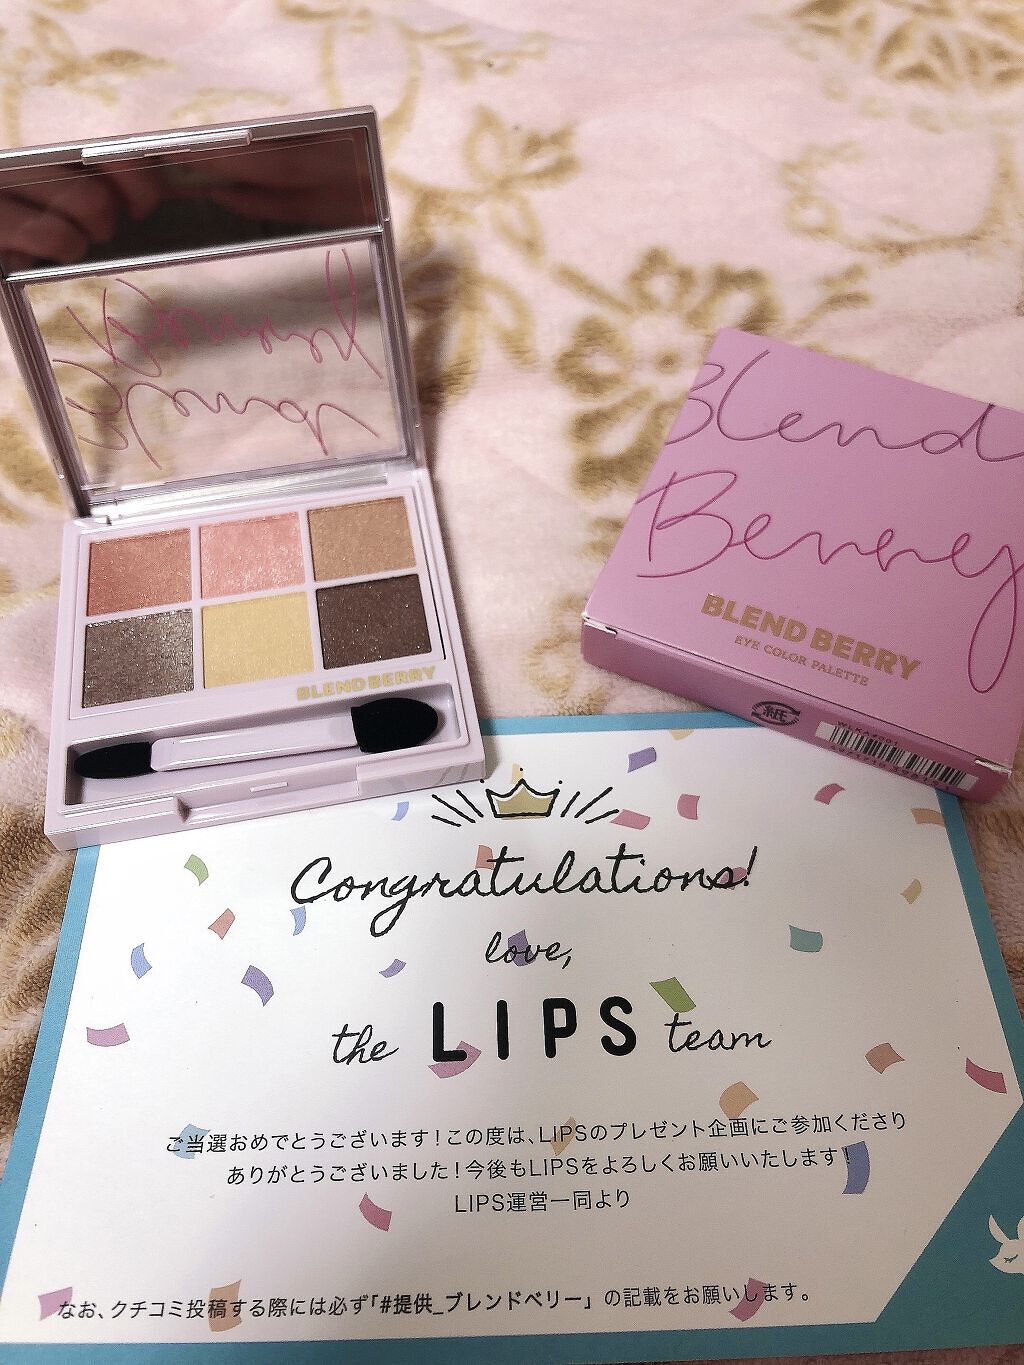 Blend
Berry
BLEND BERRY
Blend
Berry
BLEND BERRY
EYE COLOR PALETTE
紙
Congratulations!
love,
the LIPS team
ご当選おめでとうございます！この度は、LIPSのプレゼント企画にご参加くださり
ありがとうございました！今後もLIPSをよろしくお願いいたします！
LIPS運営一同より
なお、クチコミ投稿する際には必ず「#提供_ブレンドベリー」の記載をお願いします。